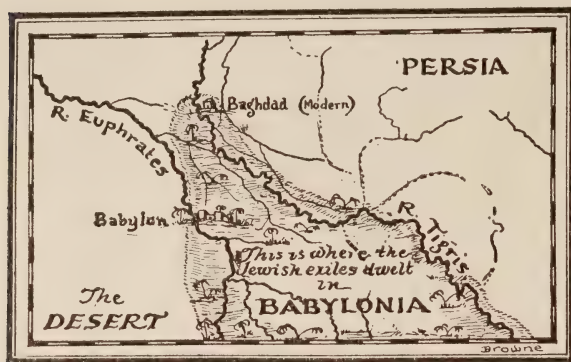 PERSIA
Baghdad (Modern)
R. Euphrates
Babylon
R. Tigris
This is where the
Jewish exiles dwelt
in
BABYLONIA
The
DESERT
Browne